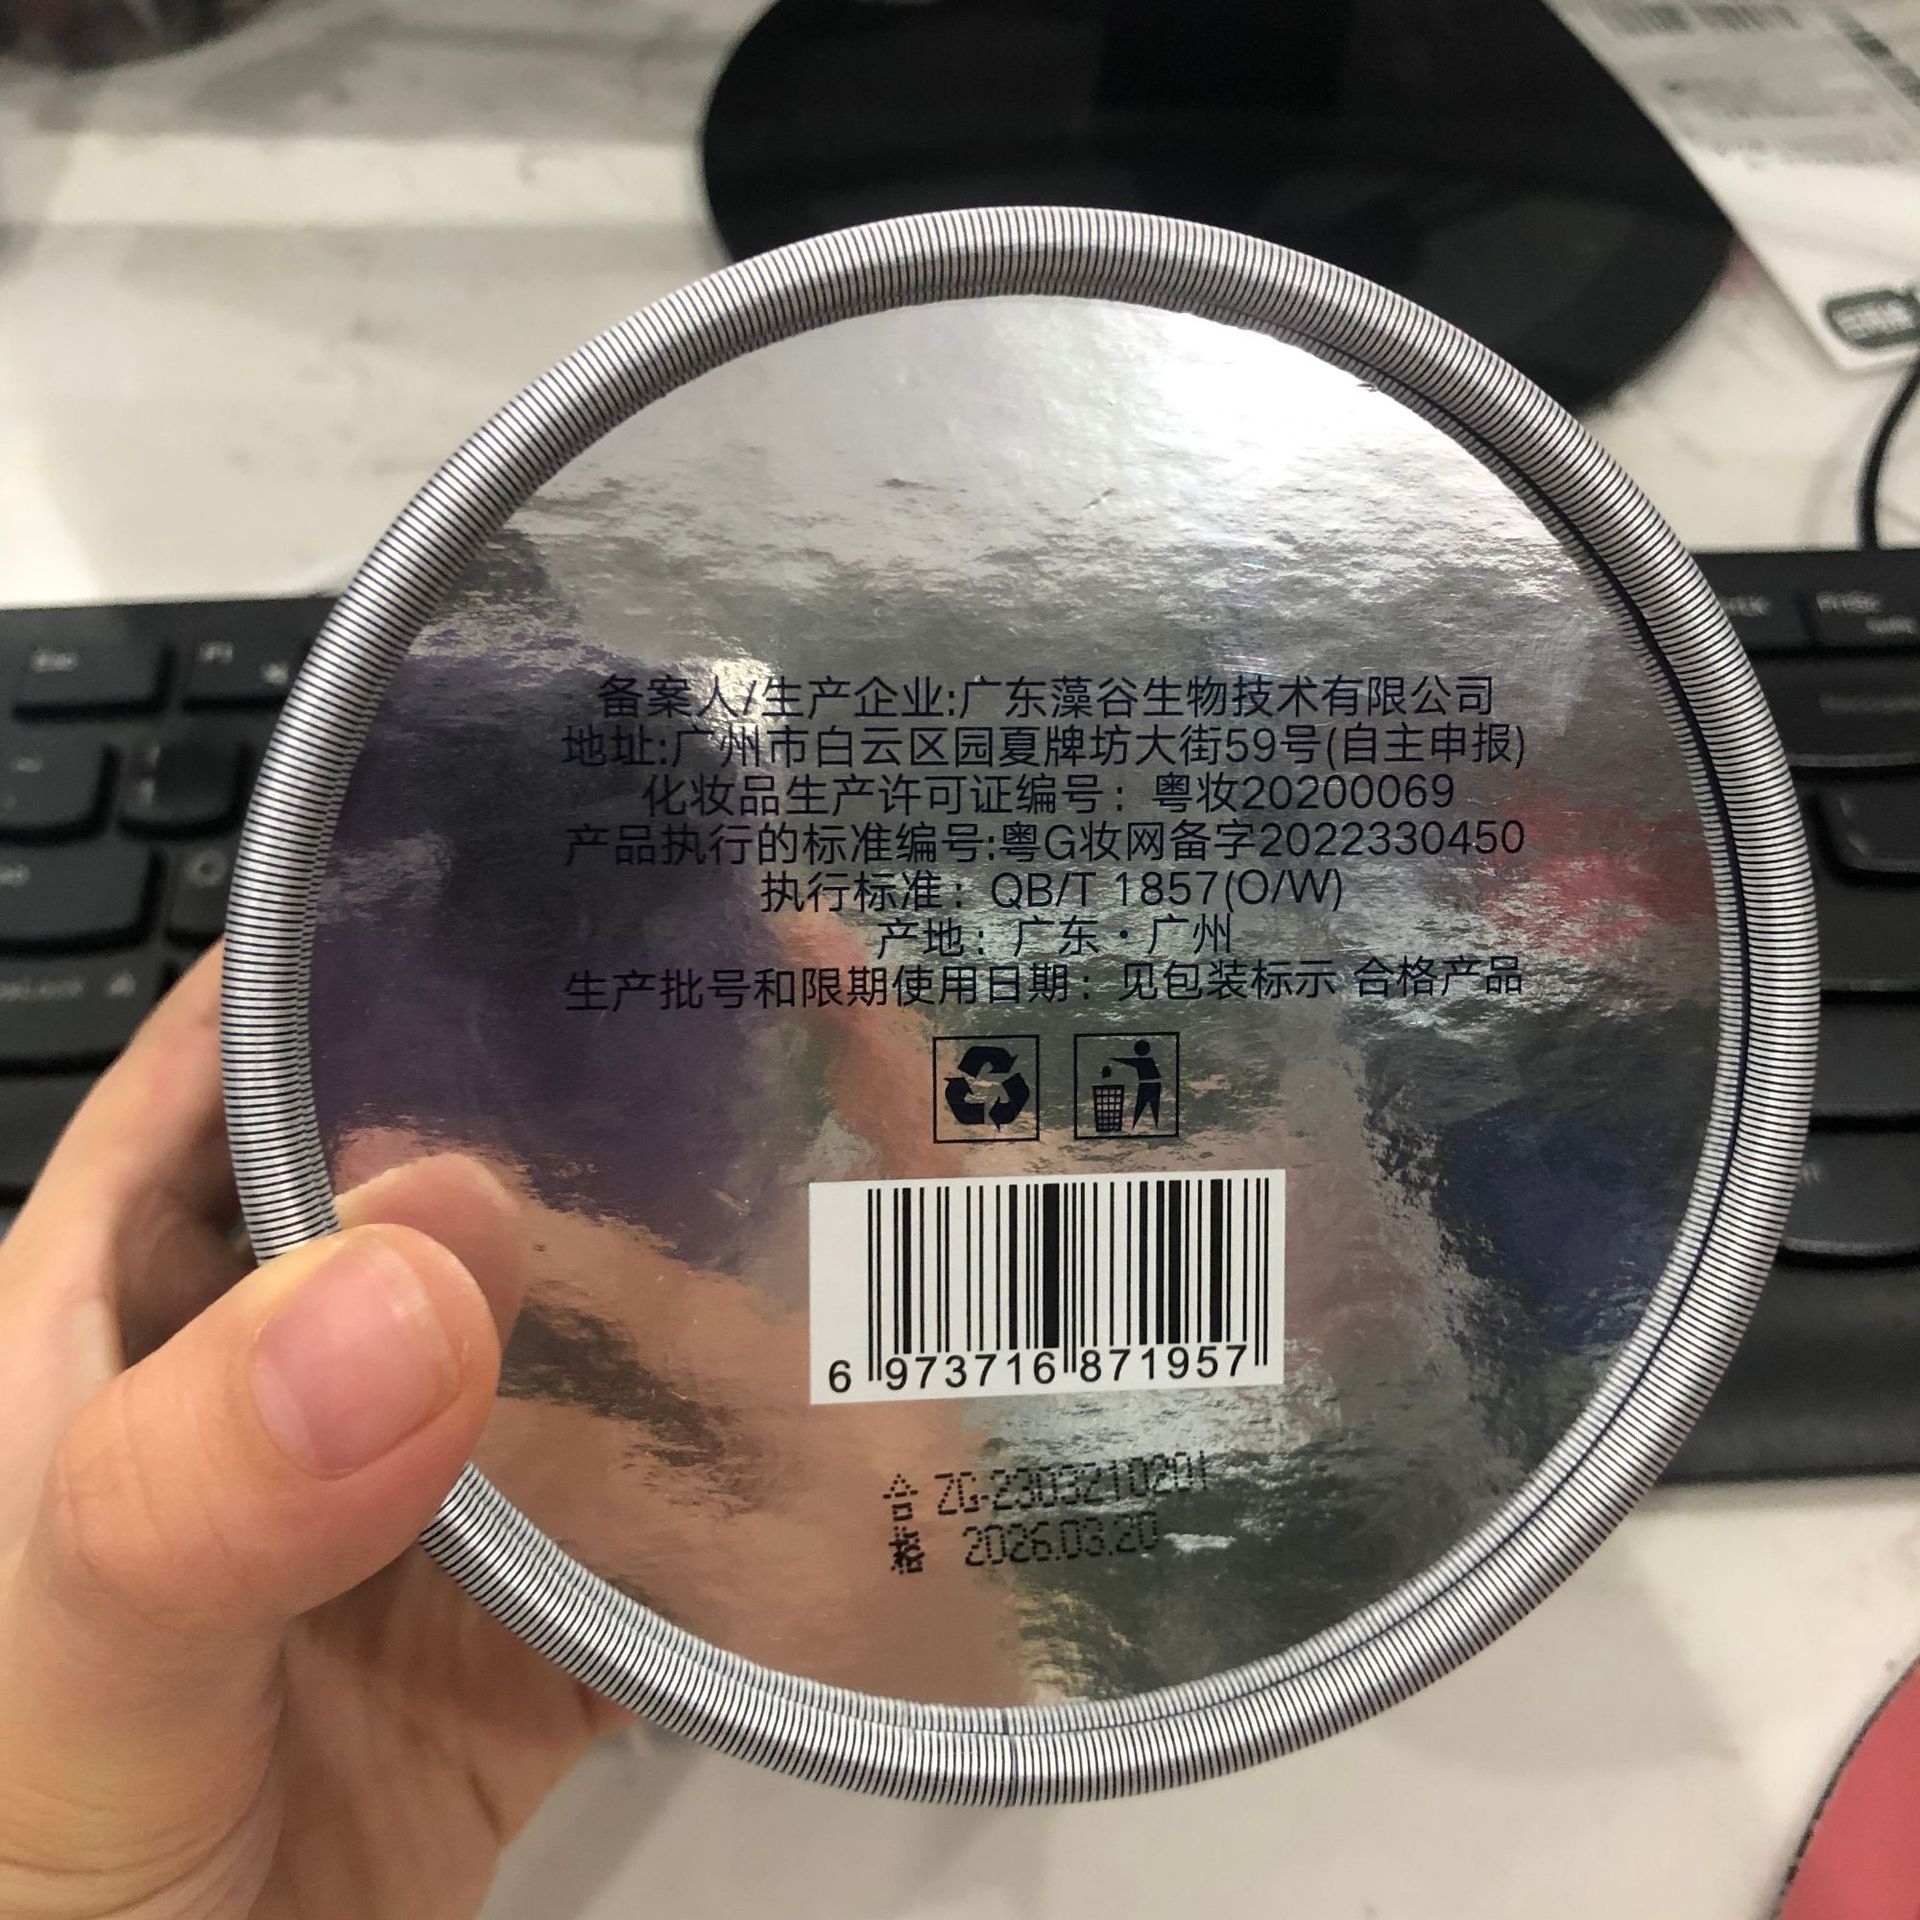 备案人/生产企业:广东藻谷生物技术有限公司
地址:广州市白云区园夏牌坊大街59号(自主申报)
化妆品生产许可证编号：粤妆20200069
产品执行的标准编号:粤G妆网备字2022330450
执行标准：QB/T 1857(O/W)
产地：广东·广州
生产批号和限期使用日期：见包装标示 合格产品
6 973716 871957
合 ZG-2303210201
格 2026.03.20
Esc
F1